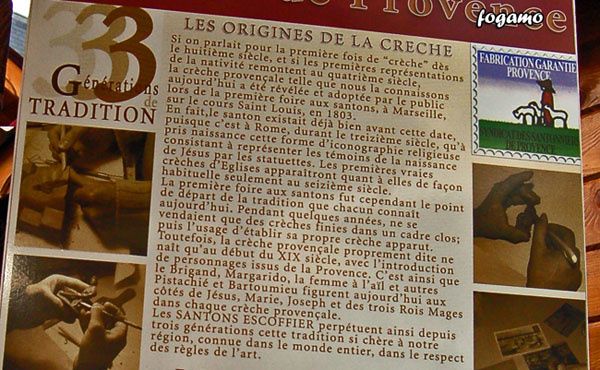 de Provence
fogamo
LES ORIGINES DE LA CRECHE
333
Générations
de
TRADITION
Si on parlait pour la première fois de "crèche" dès
le huitième siècle, et si les premières représentations
de la nativité remontent au quatrième siècle,
la crèche provençale telle que nous la connaissons
aujourd'hui a été révélée et adoptée par le public
lors de la première foire aux santons, à Marseille,
sur le cours Saint Louis, en 1803.
En fait,le santon existait déjà bien avant cette date,
puisque c'est à Rome, durant le treizième siècle, qu'à
pris naissance cette forme d'iconographie religieuse
consistant à représenter les témoins de la naissance
de Jésus par les statuettes. Les premières vraies
crèches d'Eglises apparaîtront quant à elles de façon
habituelle seulement au seizième siècle.
La première foire aux santons fut cependant le point
de départ de la tradition que chacun connaît
aujourd'hui. Pendant quelques années, ne se
vendaient que des crèches finies dans un cadre clos;
puis l'usage d'établir sa propre crèche apparut.
Toutefois, la crèche provençale proprement dite ne
naît qu'au début du XIX siècle, avec l'introduction
de personnages issus de la Provence. C'est ainsi que
le Brigand, Margarido, la femme à l'aïl et autres
Pistachié et Bartoumieu figurent aujourd'hui aux
côtés de Jésus, Marie, Joseph et des trois Rois Mages
dans chaque crèche provençale.
Les SANTONS ESCOFFIER perpétuent ainsi depuis
trois générations cette tradition si chère à notre
région, connue dans le monde entier, dans le respect
des règles de l'art.
FABRICATION GARANTIE
PROVENCE
SYNDICAT DES SANTONNIERS
DE PROVENCE